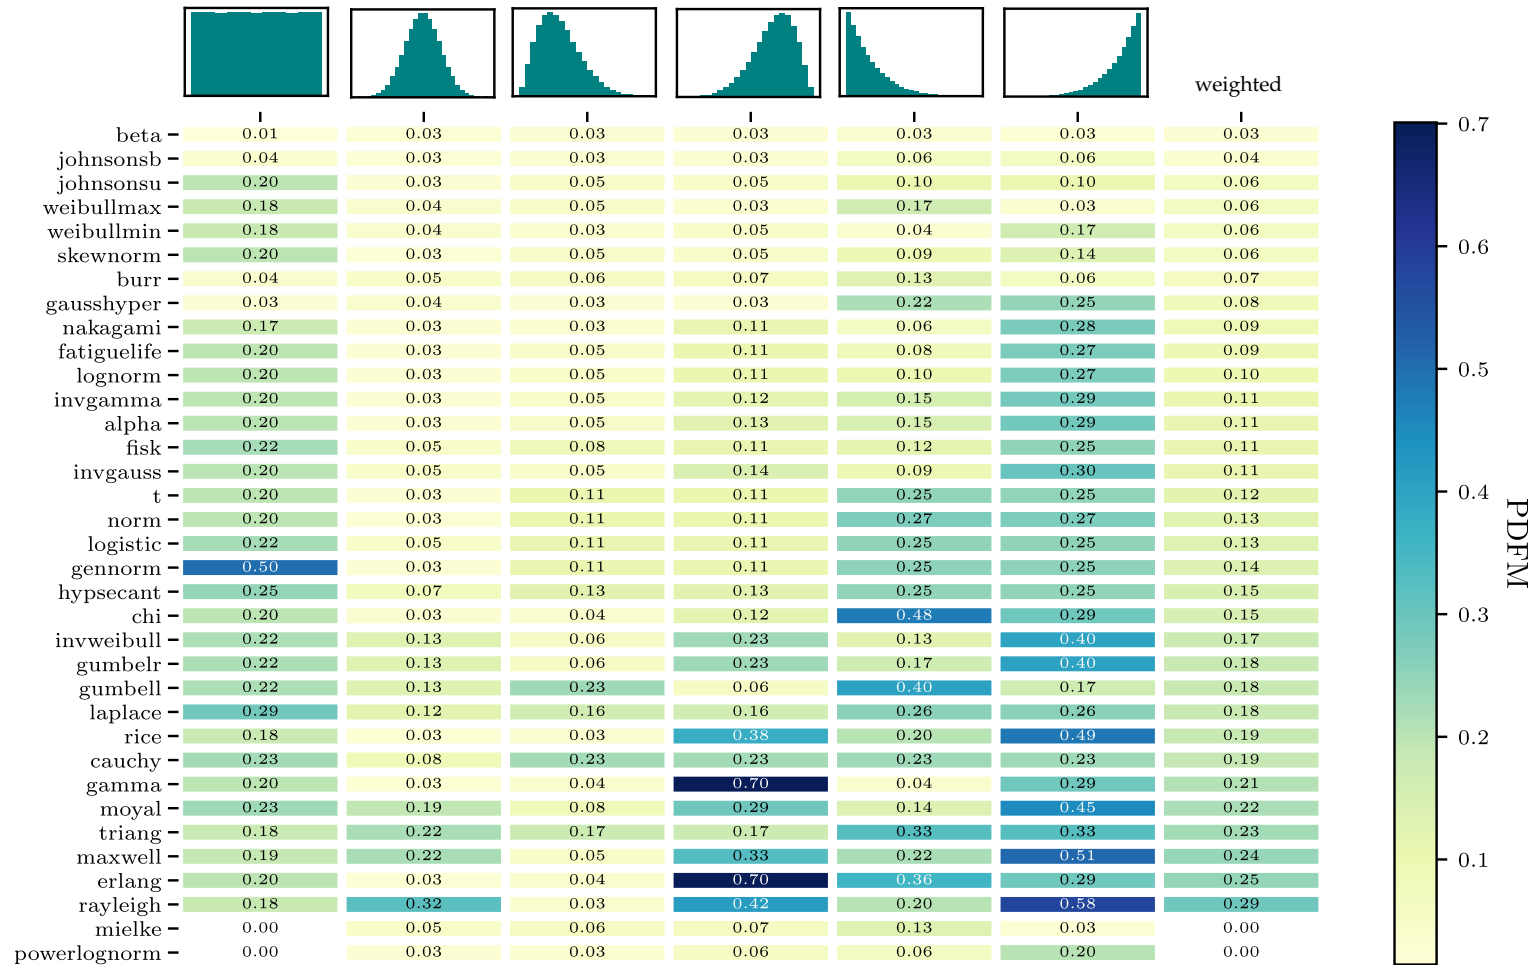 weighted
beta 0.01 0.03 0.03 0.03 0.03 0.03 0.03
johnsonsb 0.04 0.03 0.03 0.03 0.06 0.06 0.04
johnsonsu 0.20 0.03 0.05 0.05 0.10 0.10 0.06
weibullmax 0.18 0.04 0.05 0.03 0.17 0.03 0.06
weibullmin 0.18 0.04 0.03 0.05 0.04 0.17 0.06
skewnorm 0.20 0.03 0.05 0.05 0.09 0.14 0.06
burr 0.04 0.05 0.06 0.07 0.13 0.06 0.07
gausshyper 0.03 0.04 0.03 0.03 0.22 0.25 0.08
nakagami 0.17 0.03 0.03 0.11 0.06 0.28 0.09
fatiguelife 0.20 0.03 0.05 0.11 0.08 0.27 0.09
lognorm 0.20 0.03 0.05 0.11 0.10 0.27 0.10
invgamma 0.20 0.03 0.05 0.12 0.15 0.29 0.11
alpha 0.20 0.03 0.05 0.13 0.15 0.29 0.11
fisk 0.22 0.05 0.08 0.11 0.12 0.25 0.11
invgauss 0.20 0.05 0.05 0.14 0.09 0.30 0.11
t 0.20 0.03 0.11 0.11 0.25 0.25 0.12
norm 0.20 0.03 0.11 0.11 0.27 0.27 0.13
logistic 0.22 0.05 0.11 0.11 0.25 0.25 0.13
gennorm 0.50 0.03 0.11 0.11 0.25 0.25 0.14
hypsecant 0.25 0.07 0.13 0.13 0.25 0.25 0.15
chi 0.20 0.03 0.04 0.12 0.48 0.29 0.15
invweibull 0.22 0.13 0.06 0.23 0.13 0.40 0.17
gumbelr 0.22 0.13 0.06 0.23 0.17 0.40 0.18
gumbell 0.22 0.13 0.23 0.06 0.40 0.17 0.18
laplace 0.29 0.12 0.16 0.16 0.26 0.26 0.18
rice 0.18 0.03 0.03 0.38 0.20 0.49 0.19
cauchy 0.23 0.08 0.23 0.23 0.23 0.23 0.19
gamma 0.20 0.03 0.04 0.70 0.04 0.29 0.21
moyal 0.23 0.19 0.08 0.29 0.14 0.45 0.22
triang 0.18 0.22 0.17 0.17 0.33 0.33 0.23
maxwell 0.19 0.22 0.05 0.33 0.22 0.51 0.24
erlang 0.20 0.03 0.04 0.70 0.36 0.29 0.25
rayleigh 0.18 0.32 0.03 0.42 0.20 0.58 0.29
mielke 0.00 0.05 0.06 0.07 0.13 0.03 0.00
powerlognorm 0.00 0.03 0.03 0.06 0.06 0.20 0.00
0.7
0.6
0.5
0.4
0.3
0.2
0.1
PDFM